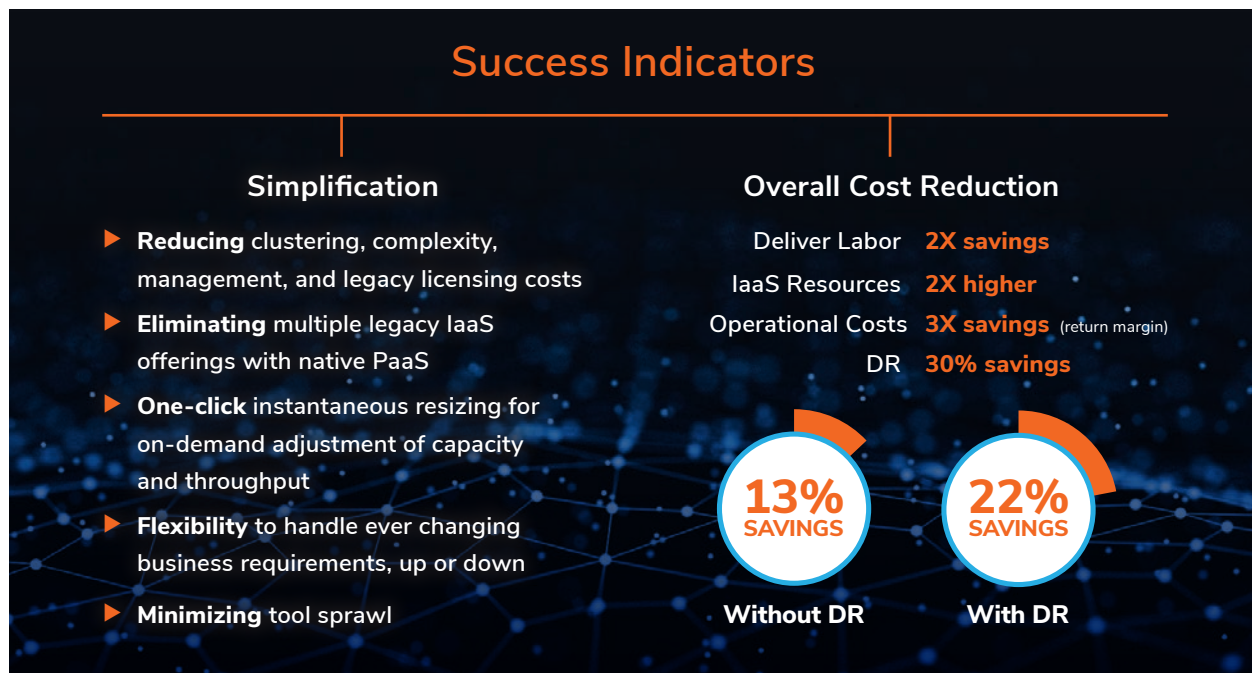 Success Indicators
Simplification
Reducing clustering, complexity,
management, and legacy licensing costs
Eliminating multiple legacy IaaS
offerings with native PaaS
One-click instantaneous resizing for
on-demand adjustment of capacity
and throughput
Flexibility to handle ever changing
business requirements, up or down
Minimizing tool sprawl
Overall Cost Reduction
Deliver Labor 2X savings
IaaS Resources 2X higher
Operational Costs 3X savings (return margin)
DR 30% savings
13%
SAVINGS
Without DR
22%
SAVINGS
With DR